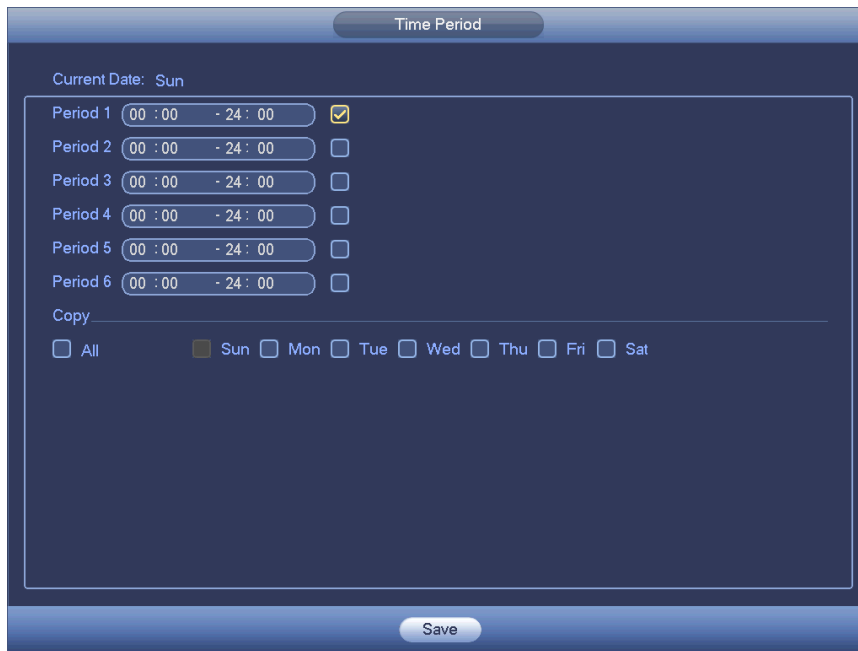 Time Period
Current Date: Sun
Period 1 00 :00 - 24 : 00
Period 2 00 :00 - 24 : 00
Period 3 00 :00 - 24 : 00
Period 4 00 :00 - 24 : 00
Period 5 00 :00 - 24 : 00
Period 6 00 :00 - 24 : 00
Copy
All Sun Mon Tue Wed Thu Fri Sat
Save